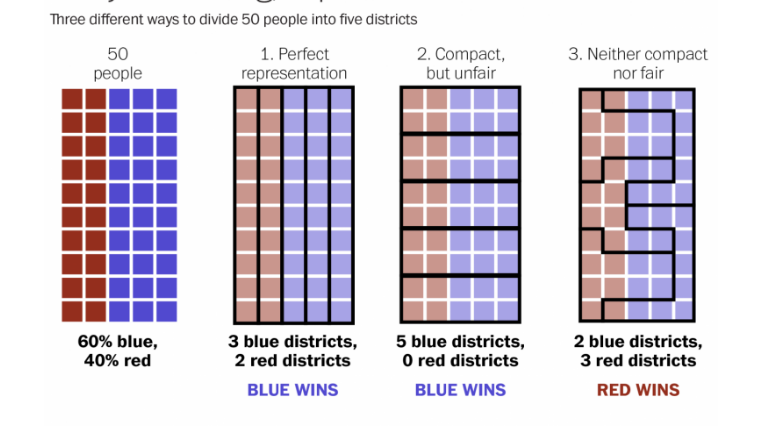 Three different ways to divide 50 people into five districts
50
people
1. Perfect
representation
2. Compact,
but unfair
3. Neither compact
nor fair
60% blue,
40% red
3 blue districts,
2 red districts
BLUE WINS
5 blue districts,
0 red districts
BLUE WINS
2 blue districts,
3 red districts
RED WINS